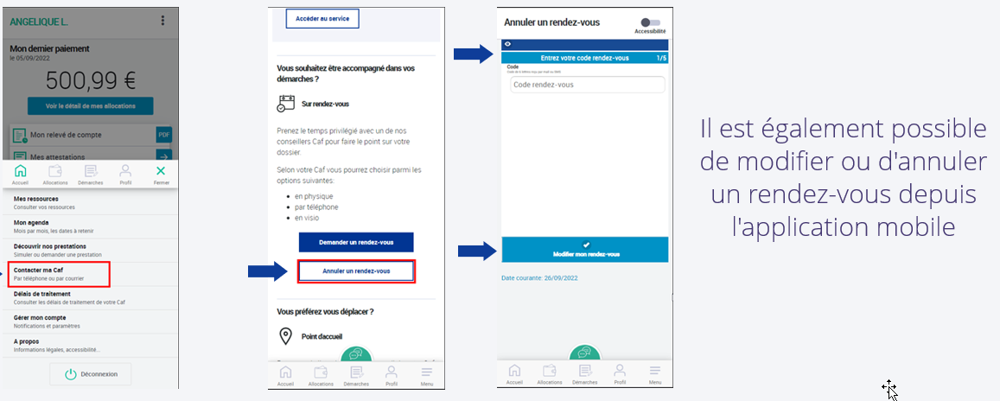 ANGELIQUE L.
Mon dernier paiement
le 05/09/2022
500,99 €
Voir le détail de mes allocations
Mon relevé de compte
PDF
Mes attestations
Accueil
Allocations
Démarches
Profil
Fermer
Mes ressources
Consulter vos ressources
Mon agenda
Mois par mois, les dates à retenir
Découvrir nos prestations
Simuler ou demander une prestation
Contacter ma Caf
Par téléphone ou par courrier
Délais de traitement
Consulter les délais de traitement de votre Caf
Gérer mon compte
Notifications et paramètres
A propos
Informations légales, accessibilité...
Déconnexion
Accéder au service
Vous souhaitez être accompagné dans vos
démarches ?
Sur rendez-vous
Prenez le temps privilégié avec un de nos
conseillers Caf pour faire le point sur votre
dossier.
Selon votre Caf vous pourrez choisir parmi les
options suivantes:
• en physique
• par téléphone
• en visio
Demander un rendez-vous
Annuler un rendez-vous
Vous préférez vous déplacer ?
Point d'accueil
Accueil
Allocations
Démarches
Profil
Menu
Annuler un rendez-vous
Accessibilité
Entrez votre code rendez-vous
1/5
Code
Code de 6 lettres reçu par mail ou SMS
Code rendez-vous
Modifier mon rendez-vous
Date courante: 26/09/2022
Accueil
Allocations
Démarches
Profil
Menu
Il est également possible
de modifier ou d'annuler
un rendez-vous depuis
l'application mobile